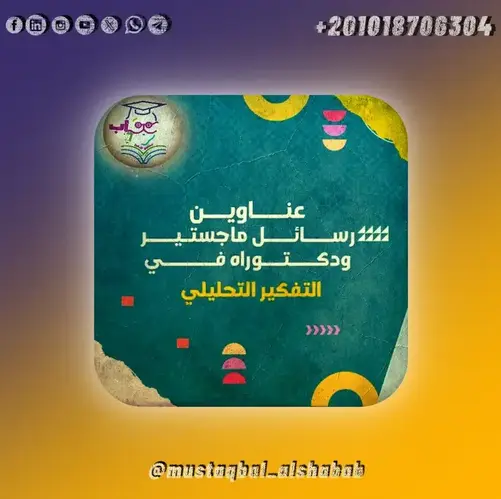 +201018706304
عناوين
رسائل ماجستير
ودكتوراه في
التفكير التحليلي
@mustaqbal_alshabab